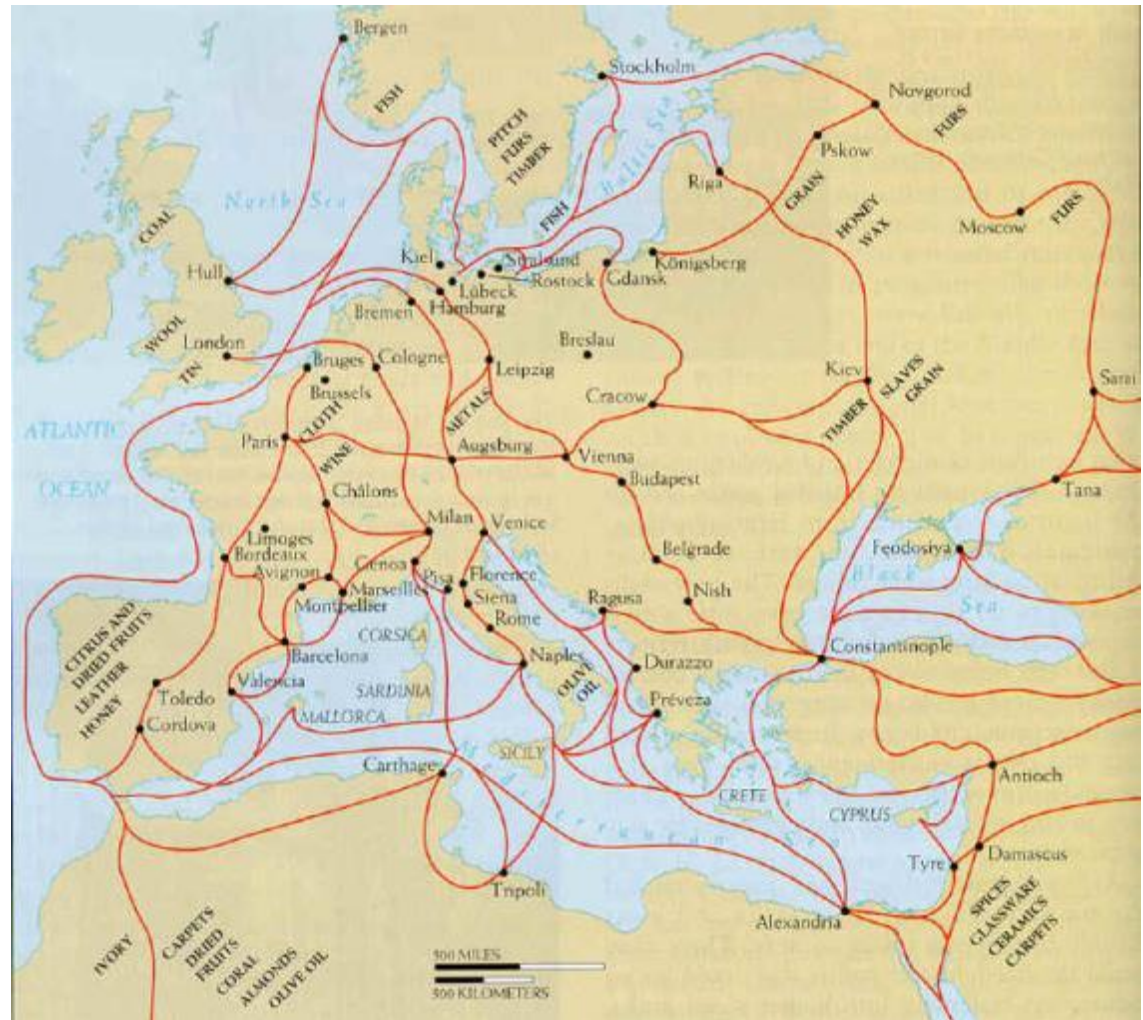 Bergen
Stockholm
Novgorod
FISH
PITCH
FURS
TIMBER
FURS
Pskow
Baltic Sea
Riga
GRAIN
North Sea
COAL
FISH
HONEY
WAX
Moscow
FURS
Kiel
Stralsund
Königsberg
Hull
Lübeck
Rostock
Gdansk
Bremen
Hamburg
WOOL
London
TIN
Bruges
Cologne
Breslau
Leipzig
Brussels
Kiev
SLAVES
GRAIN
Sarai
CLOTH
METALS
Cracow
TIMBER
ATLANTIC
OCEAN
Paris
WINE
Augsburg
Vienna
Budapest
Tana
Châlons
Limoges
Milan
Venice
Bordeaux
Genoa
Belgrade
Feodosiya
Avignon
Marseilles
Pisa
Florence
Black
Sea
Montpellier
Siena
Ragusa
Nish
Rome
CORSICA
Constantinople
CITRUS AND
DRIED FRUITS
LEATHER
HONEY
Barcelona
Naples
OLIVE
OIL
Durazzo
Toledo
Valencia
SARDINIA
Préveza
MALLORCA
Cordova
SICILY
Carthage
Mediterranean Sea
CRETE
CYPRUS
Antioch
Tyre
Damascus
Tripoli
Alexandria
SPICES
GLASSWARE
CERAMICS
CARPETS
IVORY
CARPETS
DRIED
FRUITS
CORAL
ALMONDS
OLIVE OIL
500 MILES
500 KILOMETERS